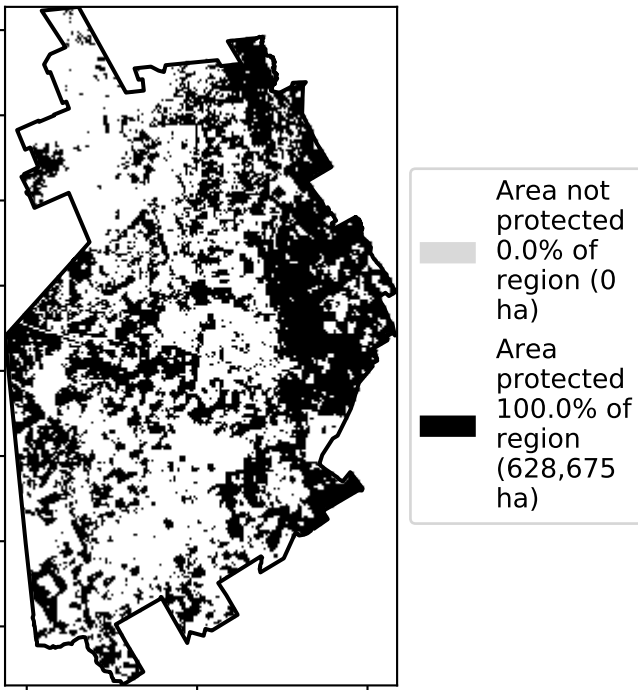 Area not
protected
0.0% of
region (0
ha)
Area
protected
100.0% of
region
(628,675
ha)